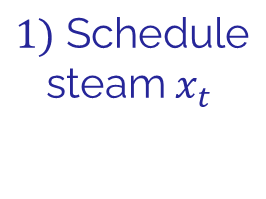 1) Schedule
steam xₜ